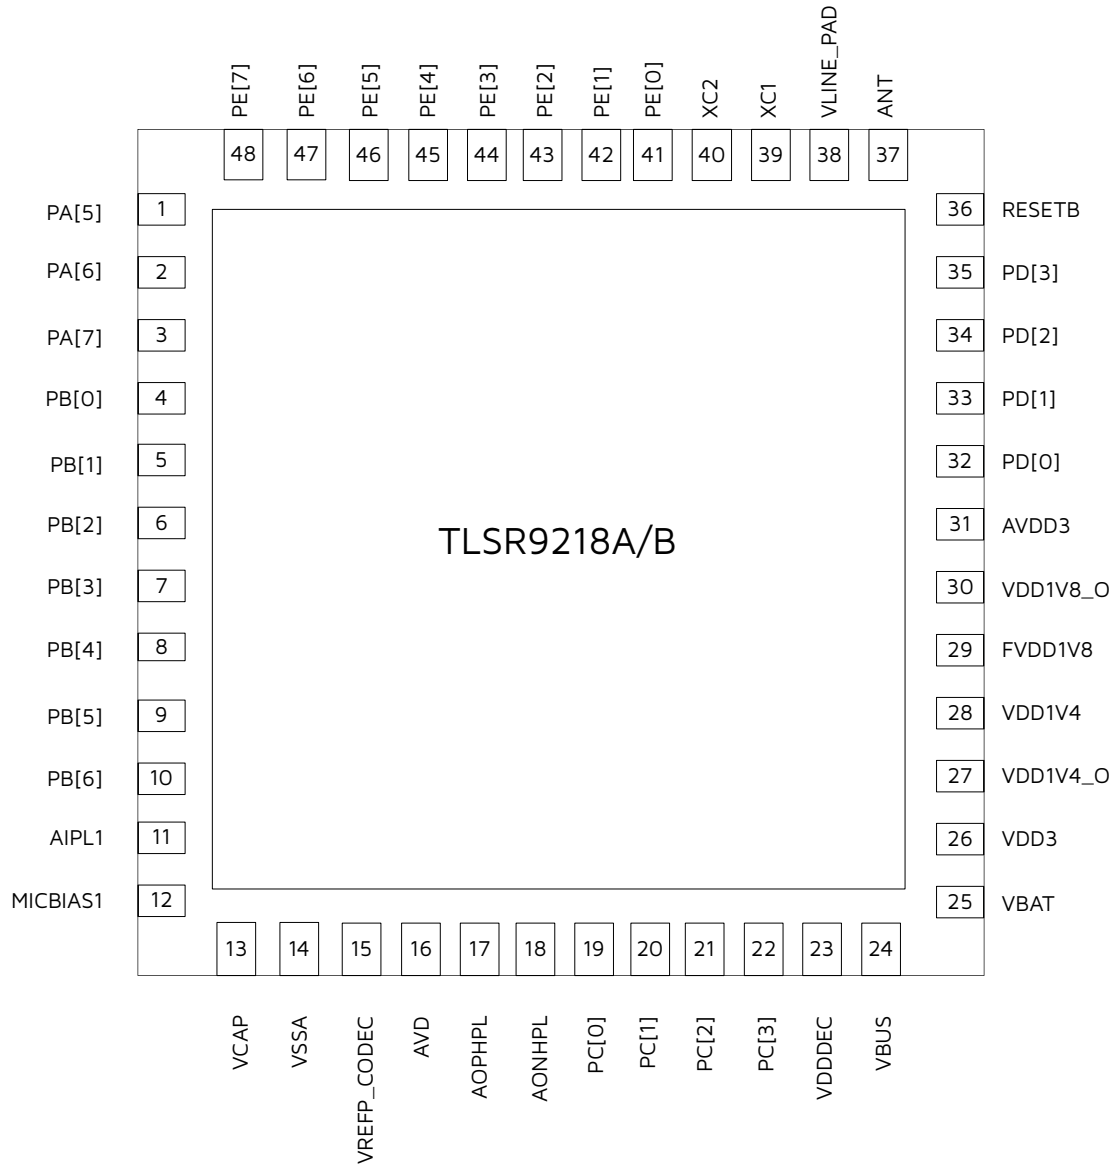 PE[7] PE[6] PE[5] PE[4] PE[3] PE[2] PE[1] PE[0] XC2 XC1 VLINE_PAD ANT
48 47 46 45 44 43 42 41 40 39 38 37
PA[5] 1 36 RESETB
PA[6] 2 35 PD[3]
PA[7] 3 34 PD[2]
PB[0] 4 33 PD[1]
PB[1] 5 32 PD[0]
PB[2] 6 31 AVDD3
TLSR9218A/B
PB[3] 7 30 VDD1V8_O
PB[4] 8 29 FVDD1V8
PB[5] 9 28 VDD1V4
PB[6] 10 27 VDD1V4_O
AIPL1 11 26 VDD3
MICBIAS1 12 25 VBAT
13 14 15 16 17 18 19 20 21 22 23 24
VCAP VSSA VREFP_CODEC AVD AOPHPL AONHPL PC[0] PC[1] PC[2] PC[3] VDDDEC VBUS